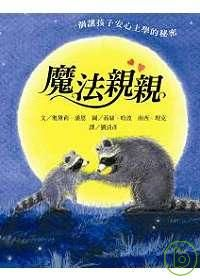 一個讓孩子安心上學的秘密
魔法親親
文／奧黛莉‧潘恩 圖／茹絲‧哈波 南西‧理克
譯／劉清彥